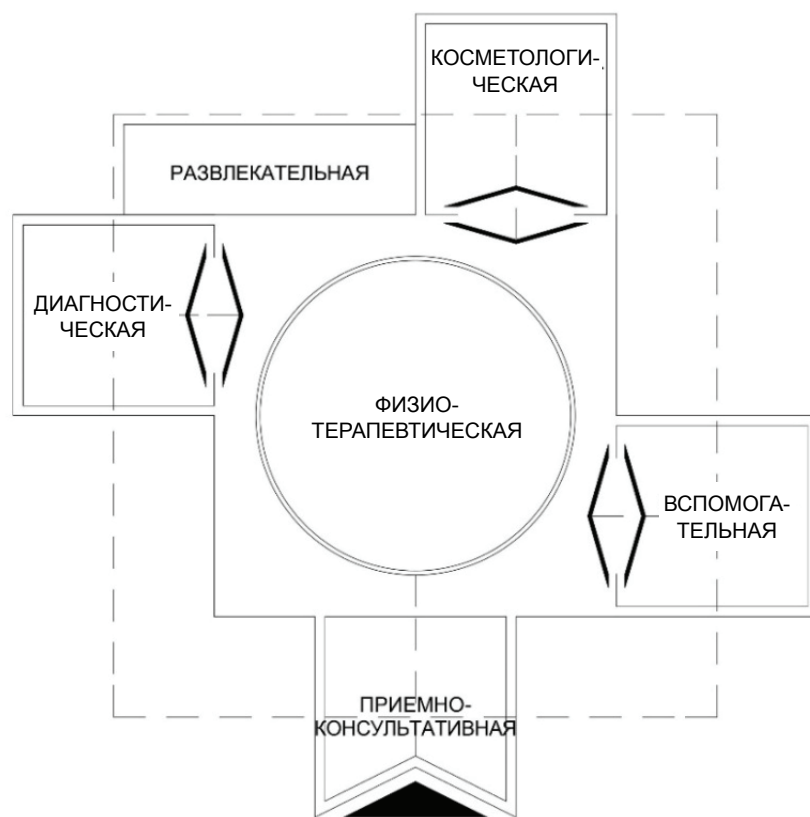 КОСМЕТОЛОГИ-
ЧЕСКАЯ
РАЗВЛЕКАТЕЛЬНАЯ
ДИАГНОСТИ-
ЧЕСКАЯ
ФИЗИО-
ТЕРАПЕВТИЧЕСКАЯ
ВСПОМОГА-
ТЕЛЬНАЯ
ПРИЕМНО-
КОНСУЛЬТАТИВНАЯ